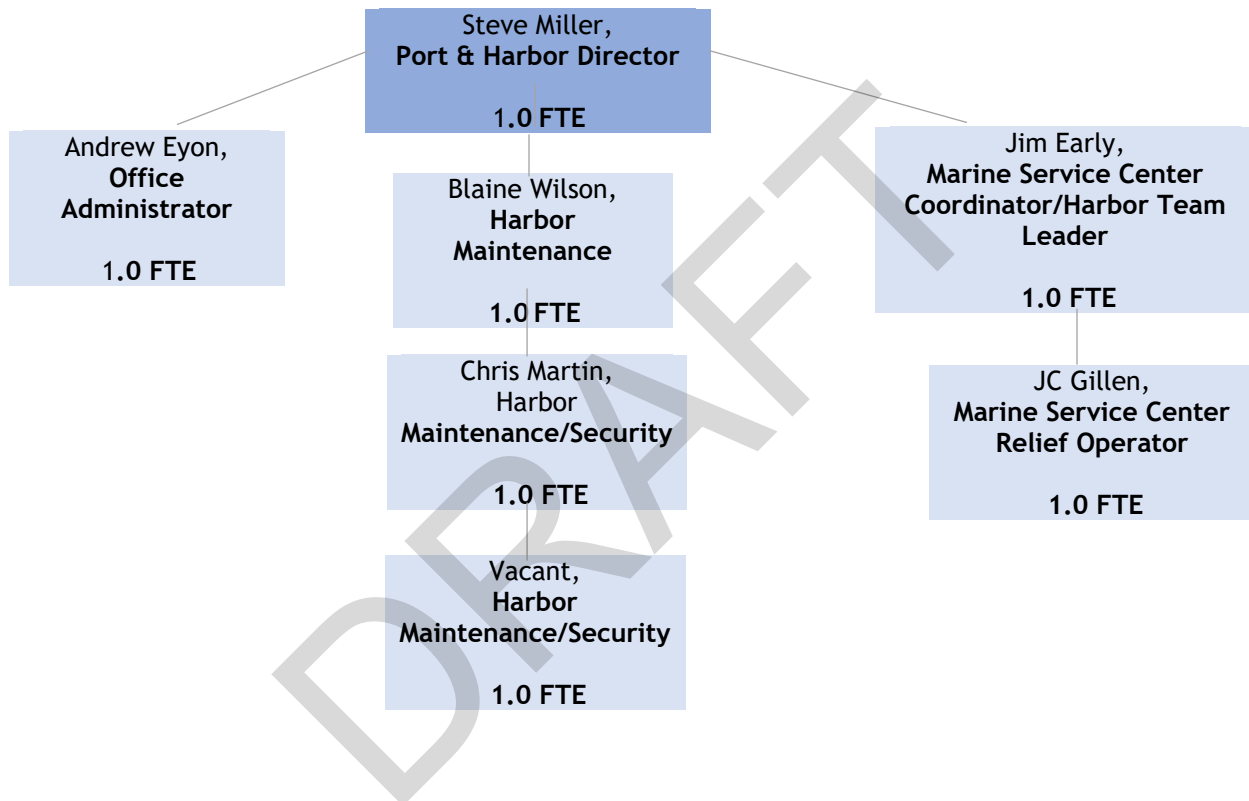 Steve Miller,
Port & Harbor Director
1.0 FTE
Andrew Eyon,
Office
Administrator
1.0 FTE
Blaine Wilson,
Harbor
Maintenance
1.0 FTE
Chris Martin,
Harbor
Maintenance/Security
1.0 FTE
Vacant,
Harbor
Maintenance/Security
1.0 FTE
Jim Early,
Marine Service Center
Coordinator/Harbor Team
Leader
1.0 FTE
JC Gillen,
Marine Service Center
Relief Operator
1.0 FTE
DRAFT